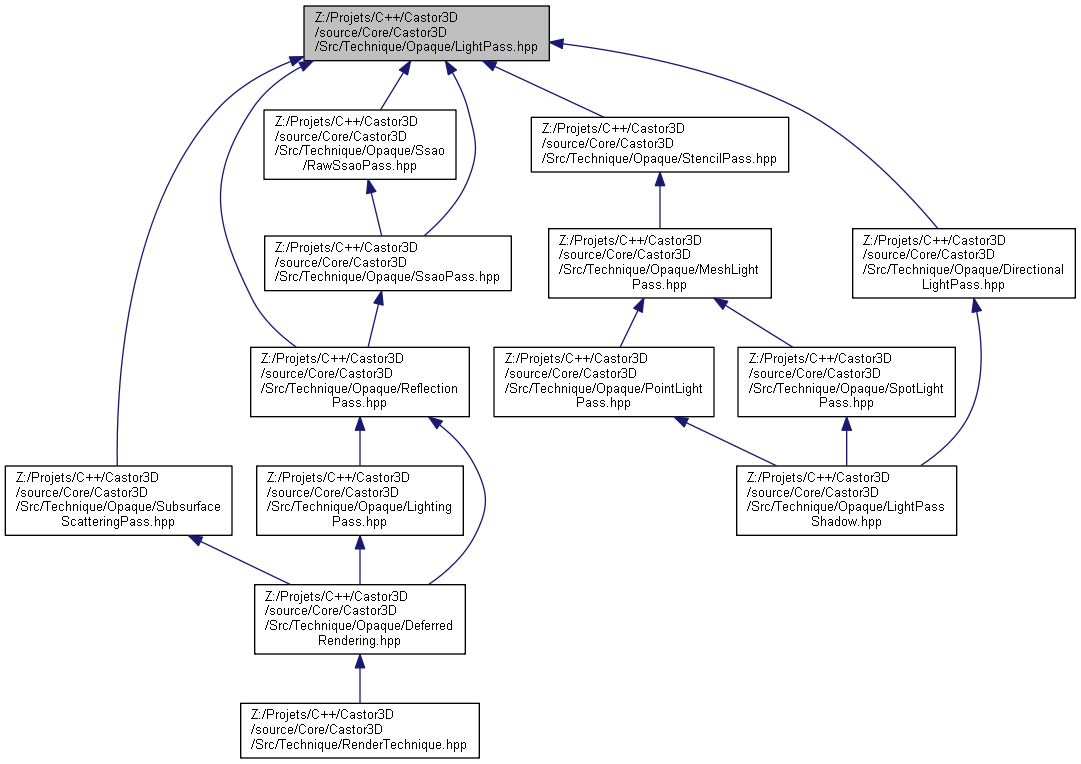 Z:/Projets/C++/Castor3D
/source/Core/Castor3D
/Src/Technique/Opaque/LightPass.hpp
Z:/Projets/C++/Castor3D
/source/Core/Castor3D
/Src/Technique/Opaque/Ssao
/RawSsaoPass.hpp
Z:/Projets/C++/Castor3D
/source/Core/Castor3D
/Src/Technique/Opaque/StencilPass.hpp
Z:/Projets/C++/Castor3D
/source/Core/Castor3D
/Src/Technique/Opaque/SsaoPass.hpp
Z:/Projets/C++/Castor3D
/source/Core/Castor3D
/Src/Technique/Opaque/MeshLight
Pass.hpp
Z:/Projets/C++/Castor3D
/source/Core/Castor3D
/Src/Technique/Opaque/Directional
LightPass.hpp
Z:/Projets/C++/Castor3D
/source/Core/Castor3D
/Src/Technique/Opaque/Reflection
Pass.hpp
Z:/Projets/C++/Castor3D
/source/Core/Castor3D
/Src/Technique/Opaque/PointLight
Pass.hpp
Z:/Projets/C++/Castor3D
/source/Core/Castor3D
/Src/Technique/Opaque/SpotLight
Pass.hpp
Z:/Projets/C++/Castor3D
/source/Core/Castor3D
/Src/Technique/Opaque/Subsurface
ScatteringPass.hpp
Z:/Projets/C++/Castor3D
/source/Core/Castor3D
/Src/Technique/Opaque/Lighting
Pass.hpp
Z:/Projets/C++/Castor3D
/source/Core/Castor3D
/Src/Technique/Opaque/LightPass
Shadow.hpp
Z:/Projets/C++/Castor3D
/source/Core/Castor3D
/Src/Technique/Opaque/Deferred
Rendering.hpp
Z:/Projets/C++/Castor3D
/source/Core/Castor3D
/Src/Technique/RenderTechnique.hpp